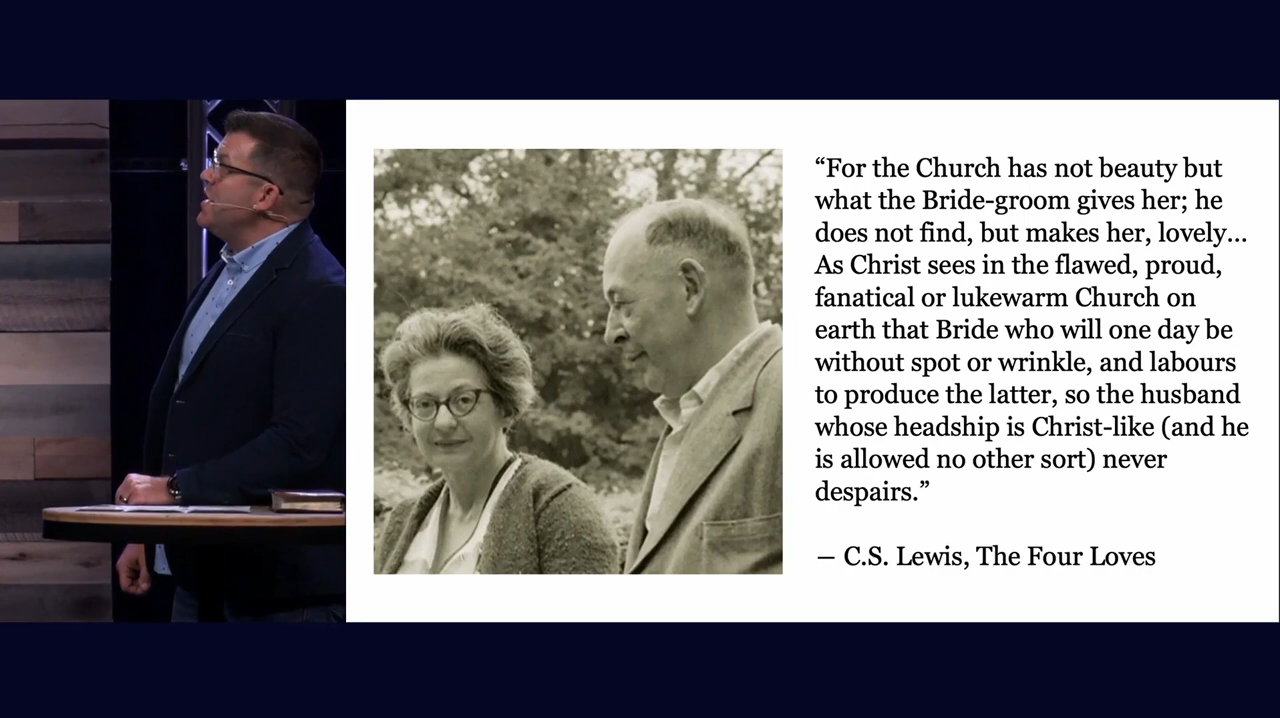 “For the Church has not beauty but
what the Bride-groom gives her; he
does not find, but makes her, lovely...
As Christ sees in the flawed, proud,
fanatical or lukewarm Church on
earth that Bride who will one day be
without spot or wrinkle, and labours
to produce the latter, so the husband
whose headship is Christ-like (and he
is allowed no other sort) never
despairs.”
— C.S. Lewis, The Four Loves